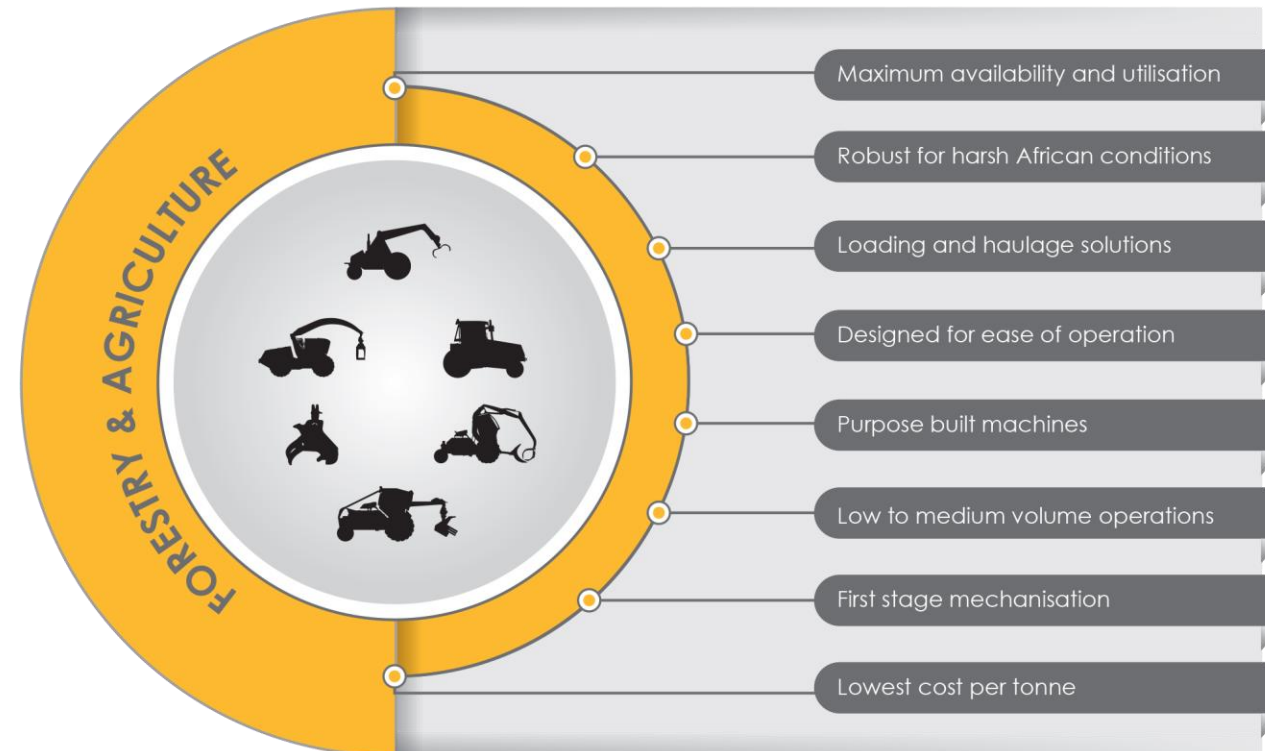 FORESTRY & AGRICULTURE
Maximum availability and utilisation
Robust for harsh African conditions
Loading and haulage solutions
Designed for ease of operation
Purpose built machines
Low to medium volume operations
First stage mechanisation
Lowest cost per tonne